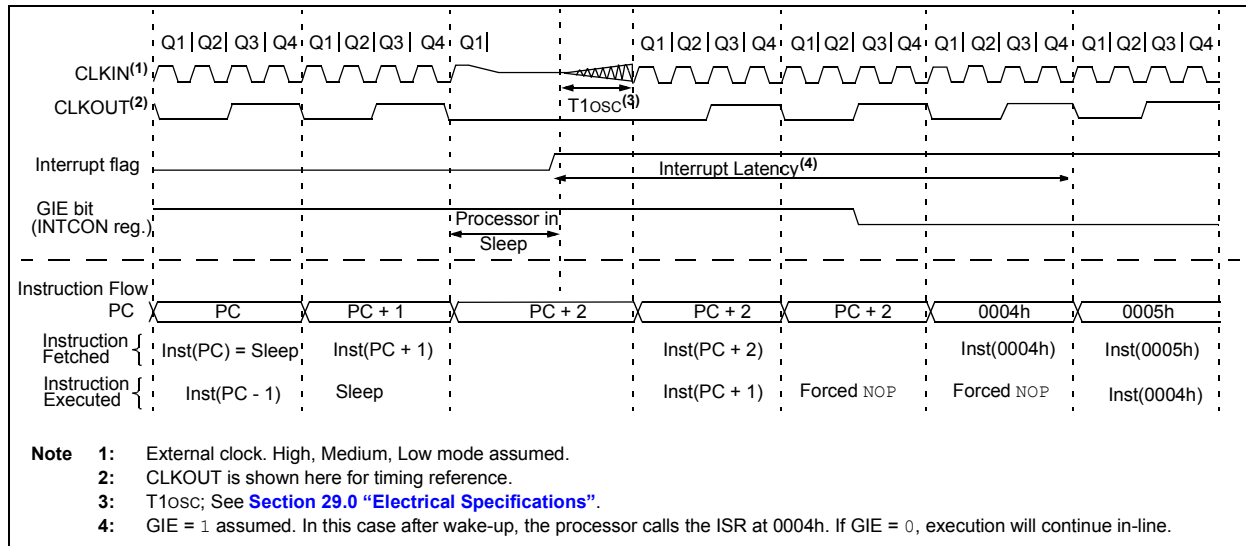 Q1| Q2| Q3| Q4 Q1| Q2| Q3| Q4 Q1| Q1| Q2| Q3| Q4 Q1| Q2| Q3| Q4 Q1| Q2| Q3| Q4 Q1| Q2| Q3| Q4
CLKIN(1)
CLKOUT(2)
T1OSC(3)
Interrupt flag
Interrupt Latency(4)
GIE bit
(INTCON reg.)
Processor in
Sleep
Instruction Flow
PC PC PC + 1 PC + 2 PC + 2 PC + 2 0004h 0005h
Instruction
Fetched { Inst(PC) = Sleep Inst(PC + 1) Inst(PC + 2) Inst(0004h) Inst(0005h)
Instruction
Executed { Inst(PC - 1) Sleep Inst(PC + 1) Forced NOP Forced NOP Inst(0004h)
Note 1: External clock. High, Medium, Low mode assumed.
2: CLKOUT is shown here for timing reference.
3: T1OSC; See Section 29.0 “Electrical Specifications”.
4: GIE = 1 assumed. In this case after wake-up, the processor calls the ISR at 0004h. If GIE = 0, execution will continue in-line.